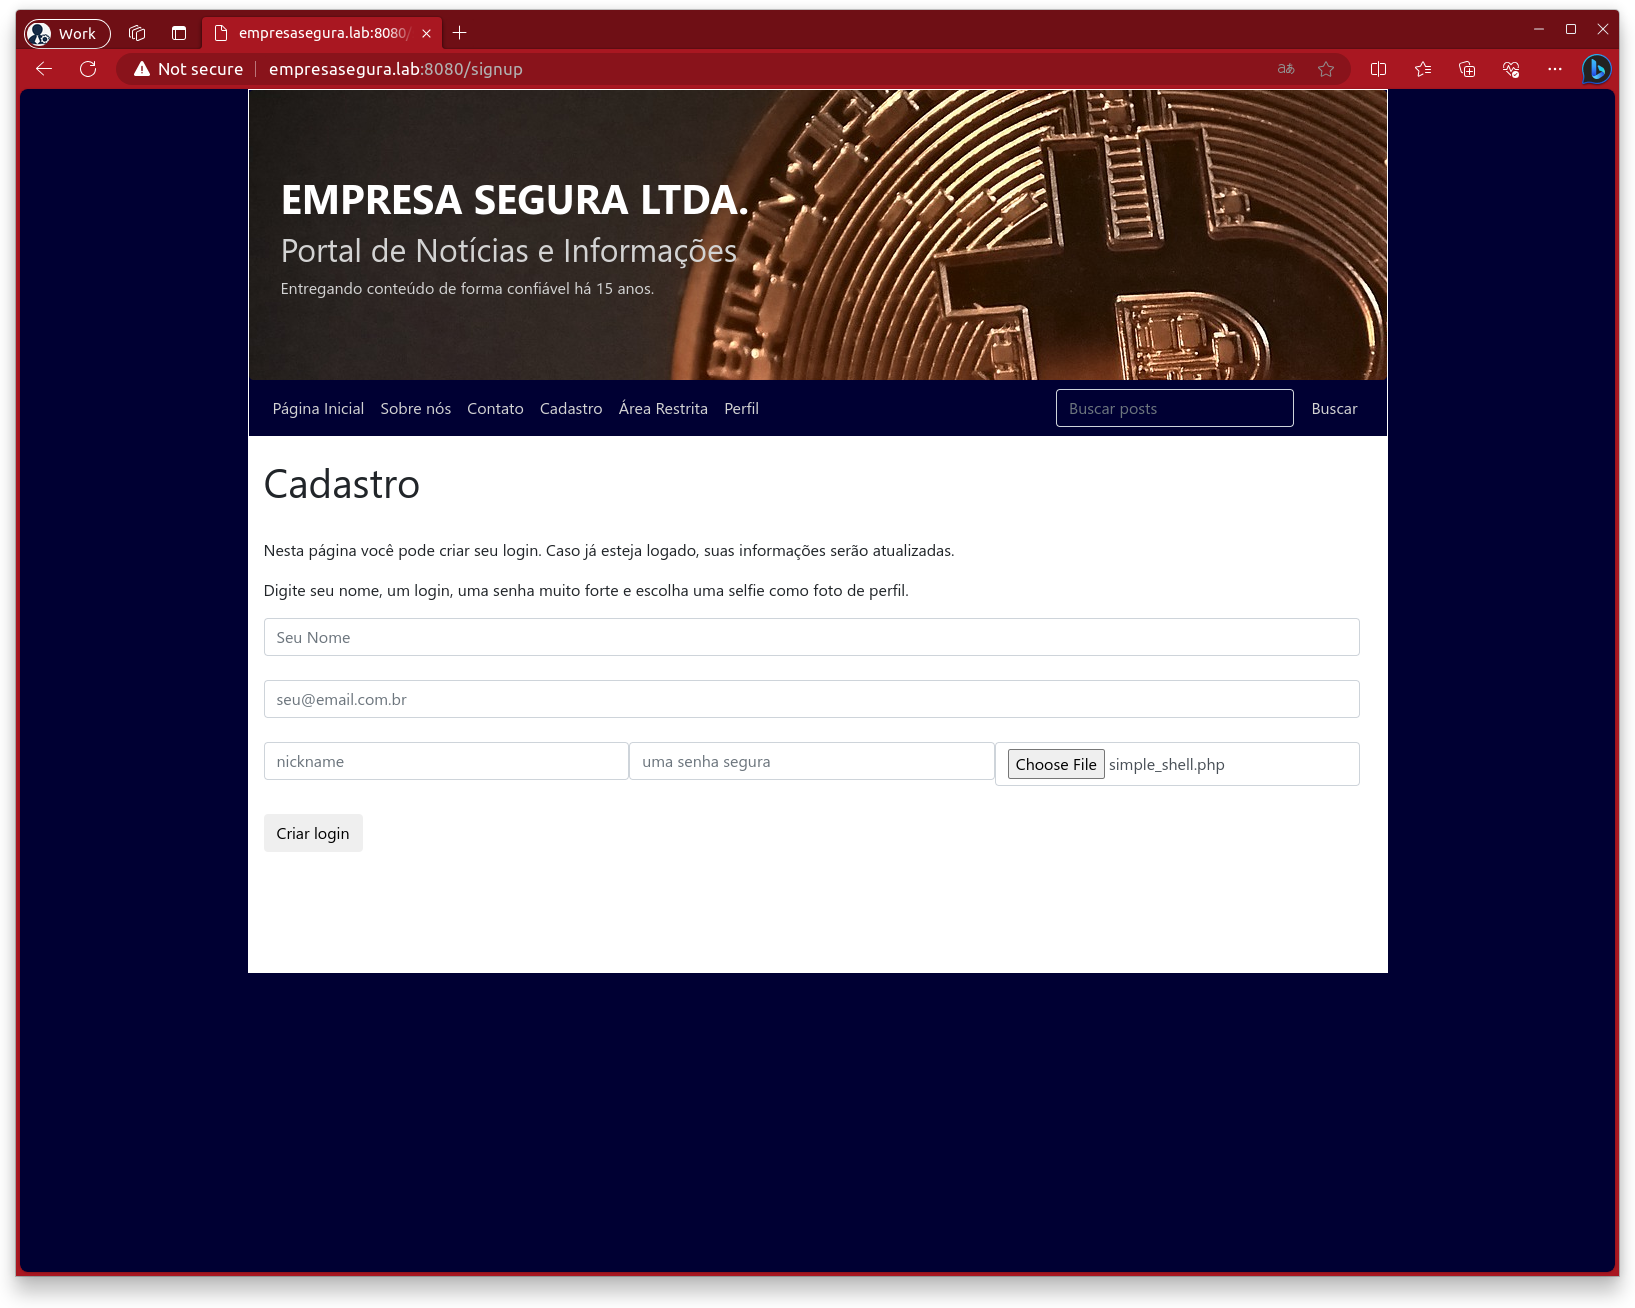 Work
empresasegura.lab:8080/
Not secure
empresasegura.lab:8080/signup
EMPRESA SEGURA LTDA.
Portal de Notícias e Informações
Entregando conteúdo de forma confiável há 15 anos.
Página Inicial Sobre nós Contato Cadastro Área Restrita Perfil Buscar posts Buscar
Cadastro
Nesta página você pode criar seu login. Caso já esteja logado, suas informações serão atualizadas.
Digite seu nome, um login, uma senha muito forte e escolha uma selfie como foto de perfil.
Seu Nome
seu@email.com.br
nickname uma senha segura Choose File simple_shell.php
Criar login